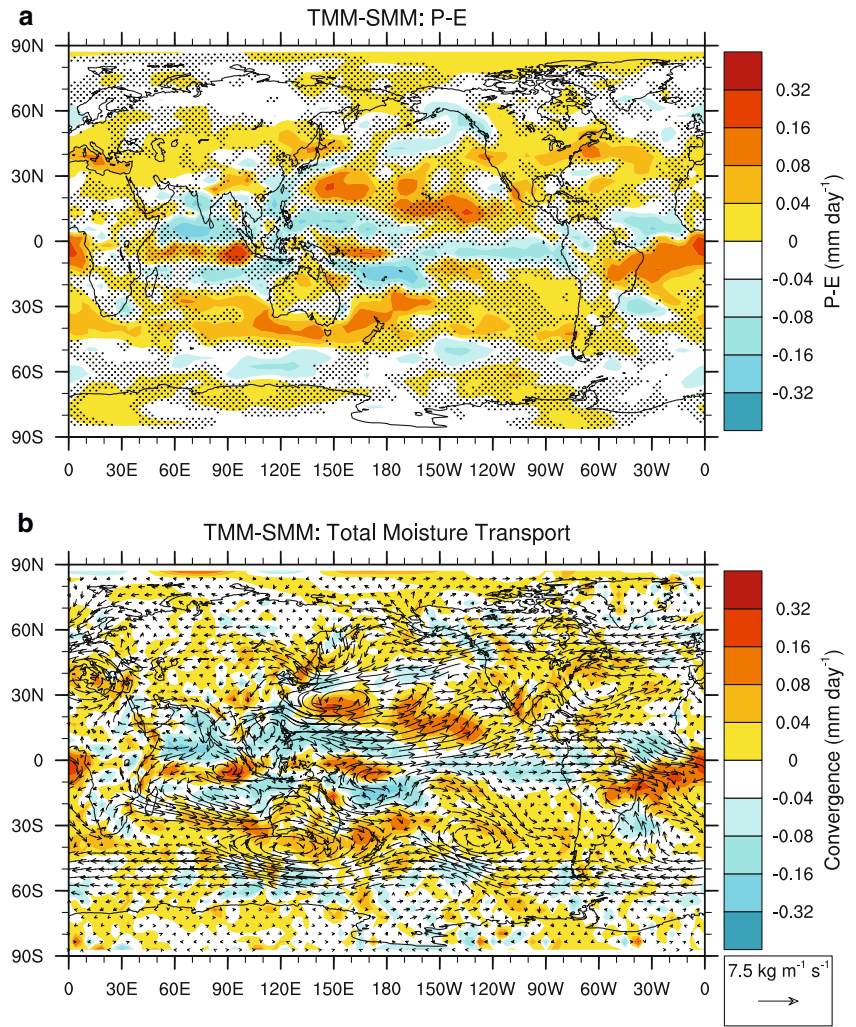 a
TMM-SMM: P-E
90N
60N
30N
0
30S
60S
90S
0 30E 60E 90E 120E 150E 180 150W 120W 90W 60W 30W 0
0.32
0.16
0.08
0.04
0
-0.04
-0.08
-0.16
-0.32
P-E (mm day-1)
b
TMM-SMM: Total Moisture Transport
90N
60N
30N
0
30S
60S
90S
0 30E 60E 90E 120E 150E 180 150W 120W 90W 60W 30W 0
0.32
0.16
0.08
0.04
0
-0.04
-0.08
-0.16
-0.32
Convergence (mm day-1)
7.5 kg m-1 s-1